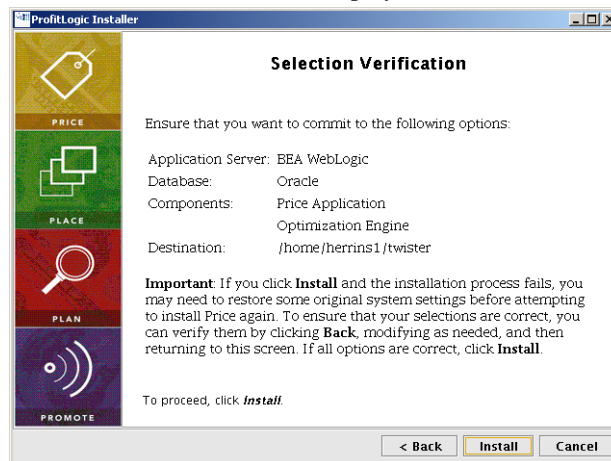 ProfitLogic Installer
Selection Verification
PRICE
Ensure that you want to commit to the following options:
Application Server: BEA WebLogic
Database: Oracle
Components: Price Application
Optimization Engine
PLACE
Destination: /home/herrins1/twister
Important: If you click Install and the installation process fails, you
may need to restore some original system settings before attempting
to install Price again. To ensure that your selections are correct, you
can verify them by clicking Back, modifying as needed, and then
returning to this screen. If all options are correct, click Install.
PLAN
To proceed, click Install.
PROMOTE
< Back Install Cancel